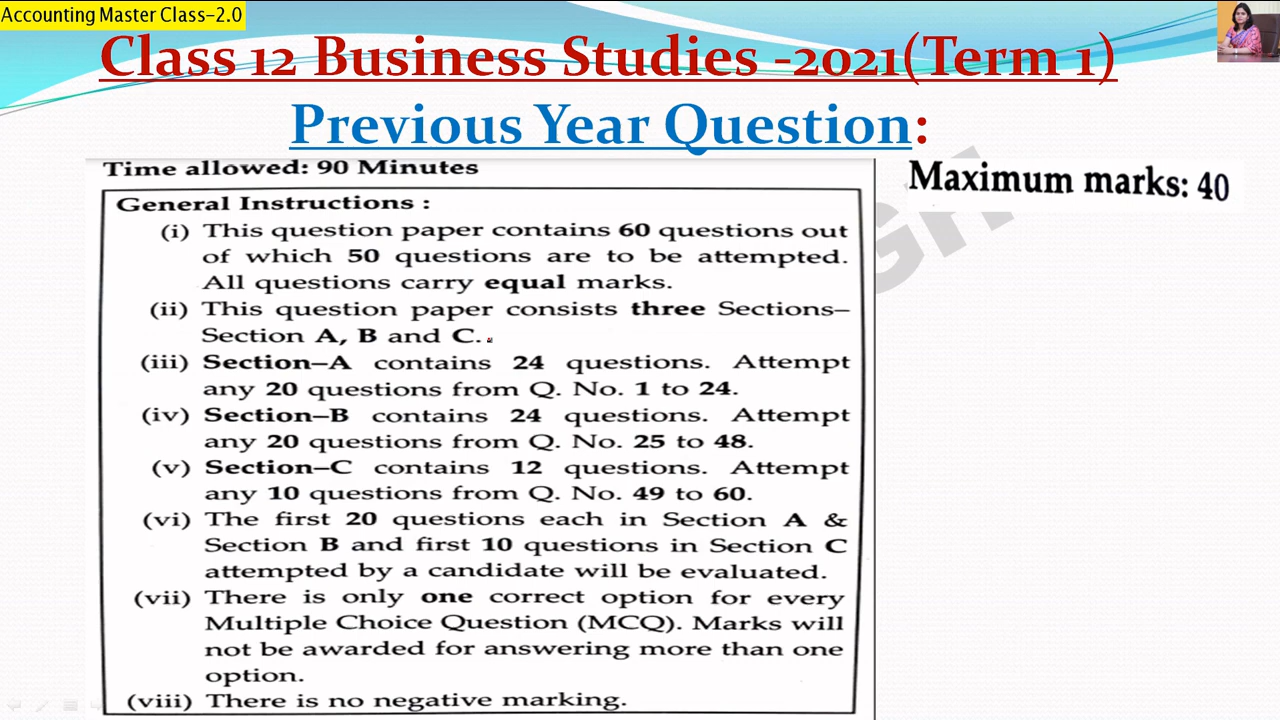 Accounting Master Class-2.0
Class 12 Business Studies -2021(Term 1)
Previous Year Question:
Time allowed: 90 Minutes
Maximum marks: 40
General Instructions :
(i) This question paper contains 60 questions out
of which 50 questions are to be attempted.
All questions carry equal marks.
(ii) This question paper consists three Sections–
Section A, B and C.
(iii) Section–A contains 24 questions. Attempt
any 20 questions from Q. No. 1 to 24.
(iv) Section–B contains 24 questions. Attempt
any 20 questions from Q. No. 25 to 48.
(v) Section–C contains 12 questions. Attempt
any 10 questions from Q. No. 49 to 60.
(vi) The first 20 questions each in Section A &
Section B and first 10 questions in Section C
attempted by a candidate will be evaluated.
(vii) There is only one correct option for every
Multiple Choice Question (MCQ). Marks will
not be awarded for answering more than one
option.
(viii) There is no negative marking.